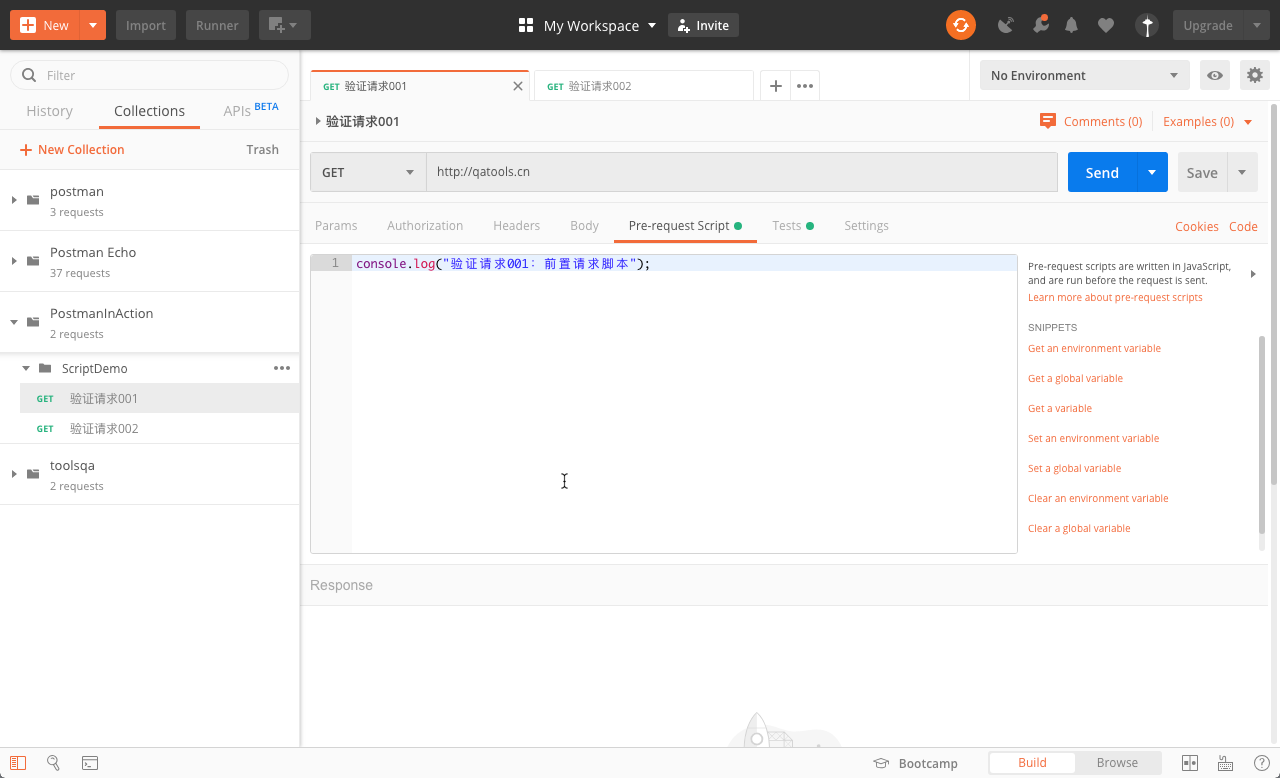 New
Import
Runner
My Workspace
Invite
Upgrade
Filter
History
Collections
APIs BETA
New Collection
Trash
postman
3 requests
Postman Echo
37 requests
PostmanInAction
2 requests
ScriptDemo
GET 验证请求001
GET 验证请求002
toolsqa
2 requests
GET 验证请求001
GET 验证请求002
No Environment
验证请求001
Comments (0)
Examples (0)
GET
http://qatools.cn
Send
Save
Params
Authorization
Headers
Body
Pre-request Script
Tests
Settings
Cookies
Code
1 console.log("验证请求001: 前置请求脚本");
Pre-request scripts are written in JavaScript,
and are run before the request is sent.
Learn more about pre-request scripts
SNIPPETS
Get an environment variable
Get a global variable
Get a variable
Set an environment variable
Set a global variable
Clear an environment variable
Clear a global variable
Response
Bootcamp
Build
Browse